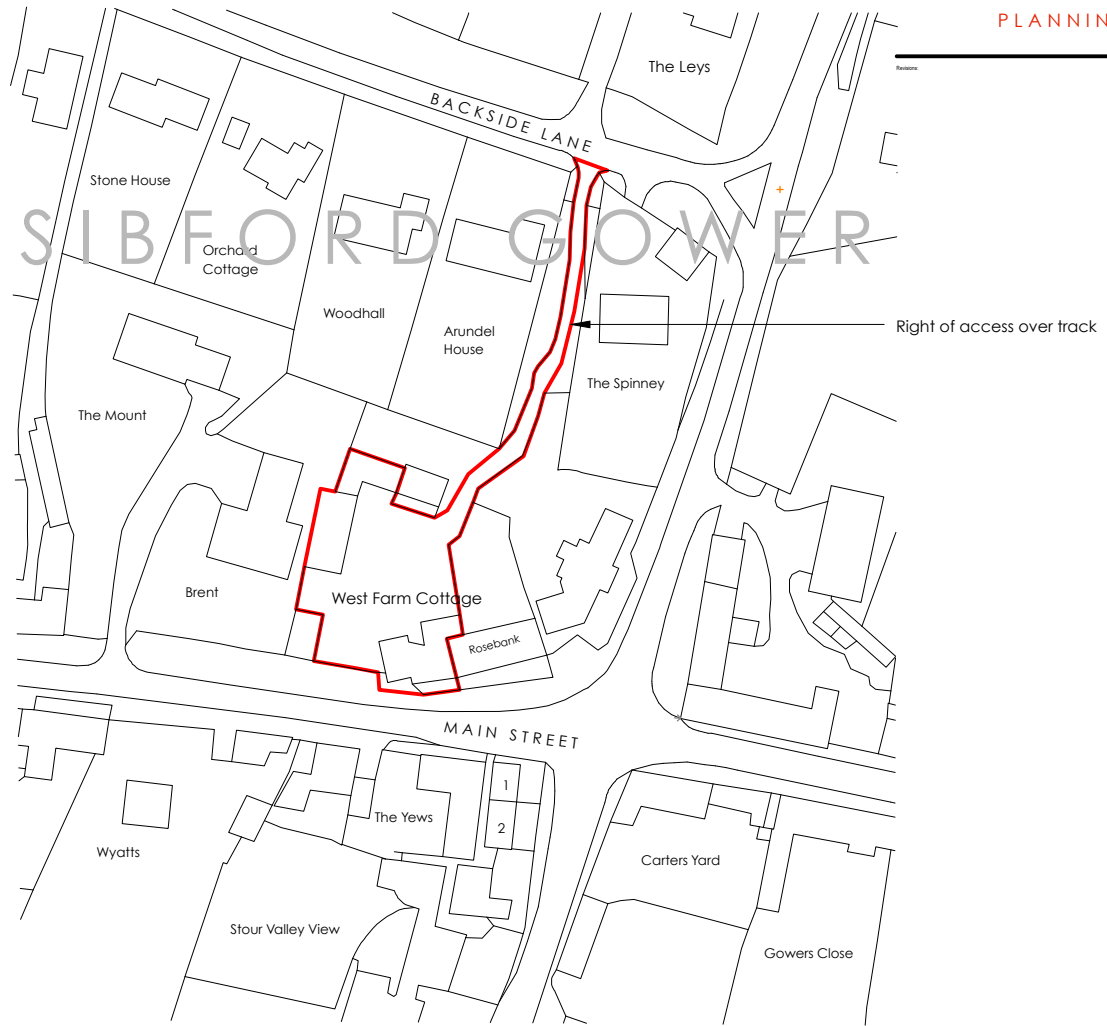 PLANNIN
Revisions:
The Leys
BACKSIDE LANE
Stone House
SIBFORD GOWER
Orchard
Cottage
Woodhall
Arundel
House
Right of access over track
The Spinney
The Mount
Brent
West Farm Cottage
Rosebank
MAIN STREET
1
The Yews
2
Wyatts
Carters Yard
Stour Valley View
Gowers Close